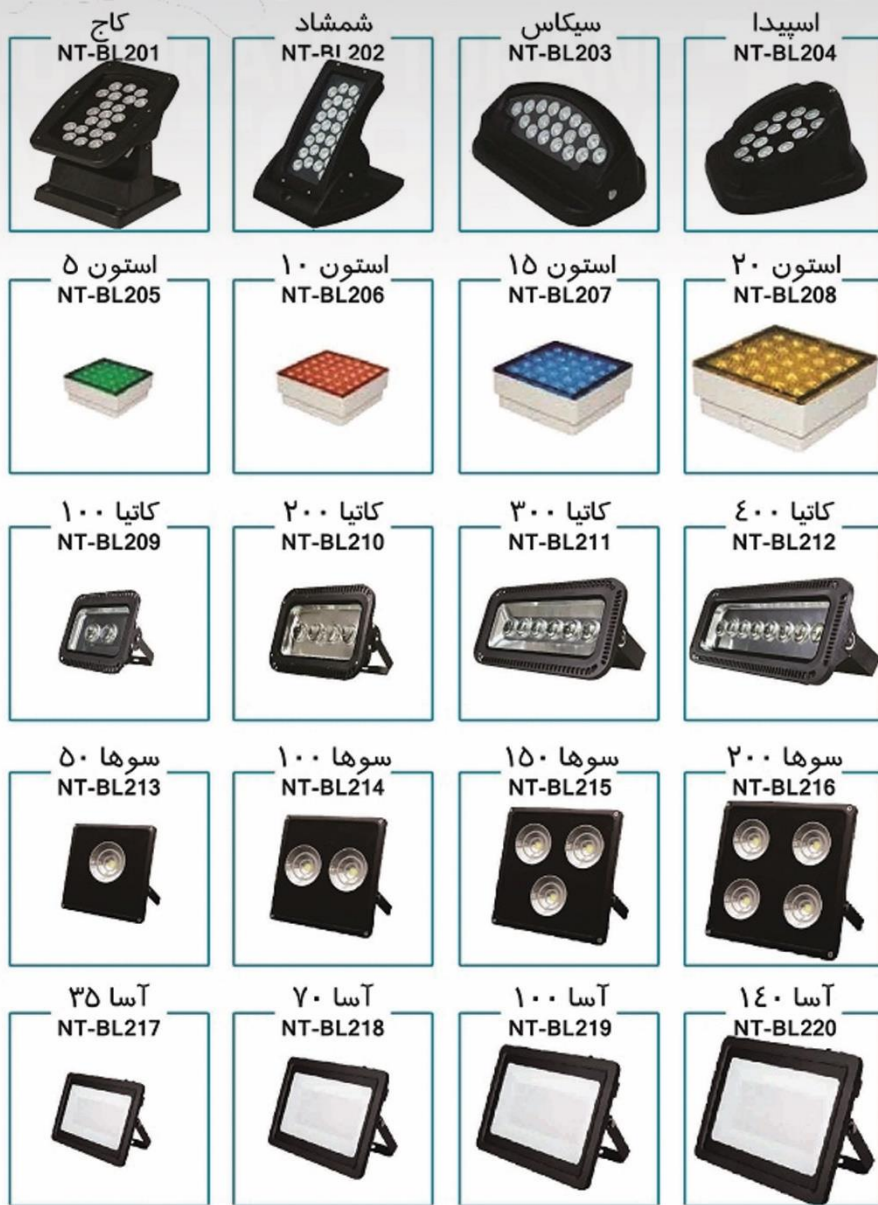 کاج
NT-BL201
شمشاد
NT-BL202
سیکاس
NT-BL203
اسپیدا
NT-BL204
استون ۵
NT-BL205
استون ۱۰
NT-BL206
استون ۱۵
NT-BL207
استون ۲۰
NT-BL208
کاتیا ۱۰۰
NT-BL209
کاتیا ۲۰۰
NT-BL210
کاتیا ۳۰۰
NT-BL211
کاتیا ٤۰۰
NT-BL212
سوها ۵۰
NT-BL213
سوها ۱۰۰
NT-BL214
سوها ۱۵۰
NT-BL215
سوها ۲۰۰
NT-BL216
آسا ۳۵
NT-BL217
آسا ۷۰
NT-BL218
آسا ۱۰۰
NT-BL219
آسا ۱٤۰
NT-BL220